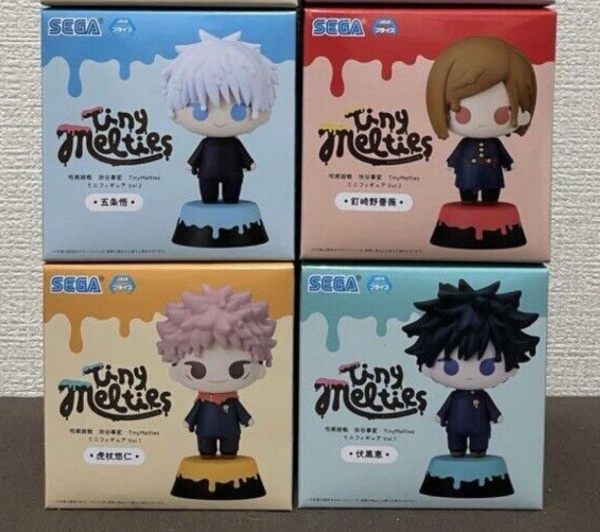 SEGA
プライズ
Tiny
Melties
呪術廻戦 渋谷事変 TinyMelties
ミニフィギュア Vol.2
・五条悟・
SEGA
プライズ
Tiny
Melties
呪術廻戦 渋谷事変 TinyMelties
ミニフィギュア Vol.2
・釘崎野薔薇・
SEGA
プライズ
Tiny
Melties
呪術廻戦 渋谷事変 TinyMelties
ミニフィギュア Vol.1
・虎杖悠仁・
SEGA
プライズ
Tiny
Melties
呪術廻戦 渋谷事変 TinyMelties
ミニフィギュア Vol.1
・伏黒恵・